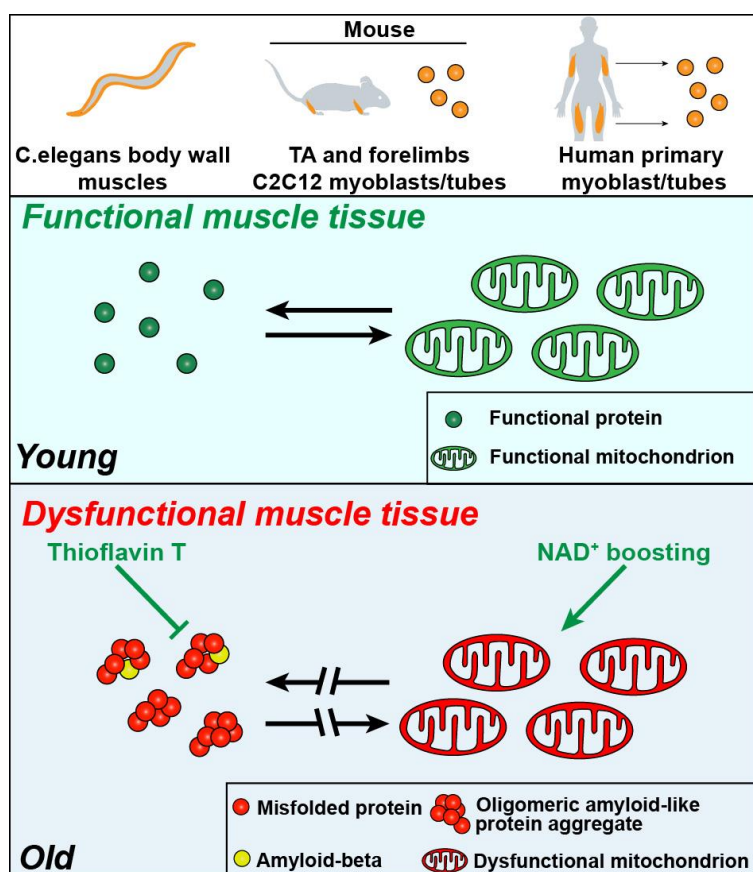 Mouse
C.elegans body wall
muscles
TA and forelimbs
C2C12 myoblasts/tubes
Human primary
myoblast/tubes
Functional muscle tissue
Functional protein
Functional mitochondrion
Young
Dysfunctional muscle tissue
Thioflavin T
NAD⁺ boosting
Misfolded protein
Oligomeric amyloid-like
protein aggregate
Amyloid-beta
Dysfunctional mitochondrion
Old